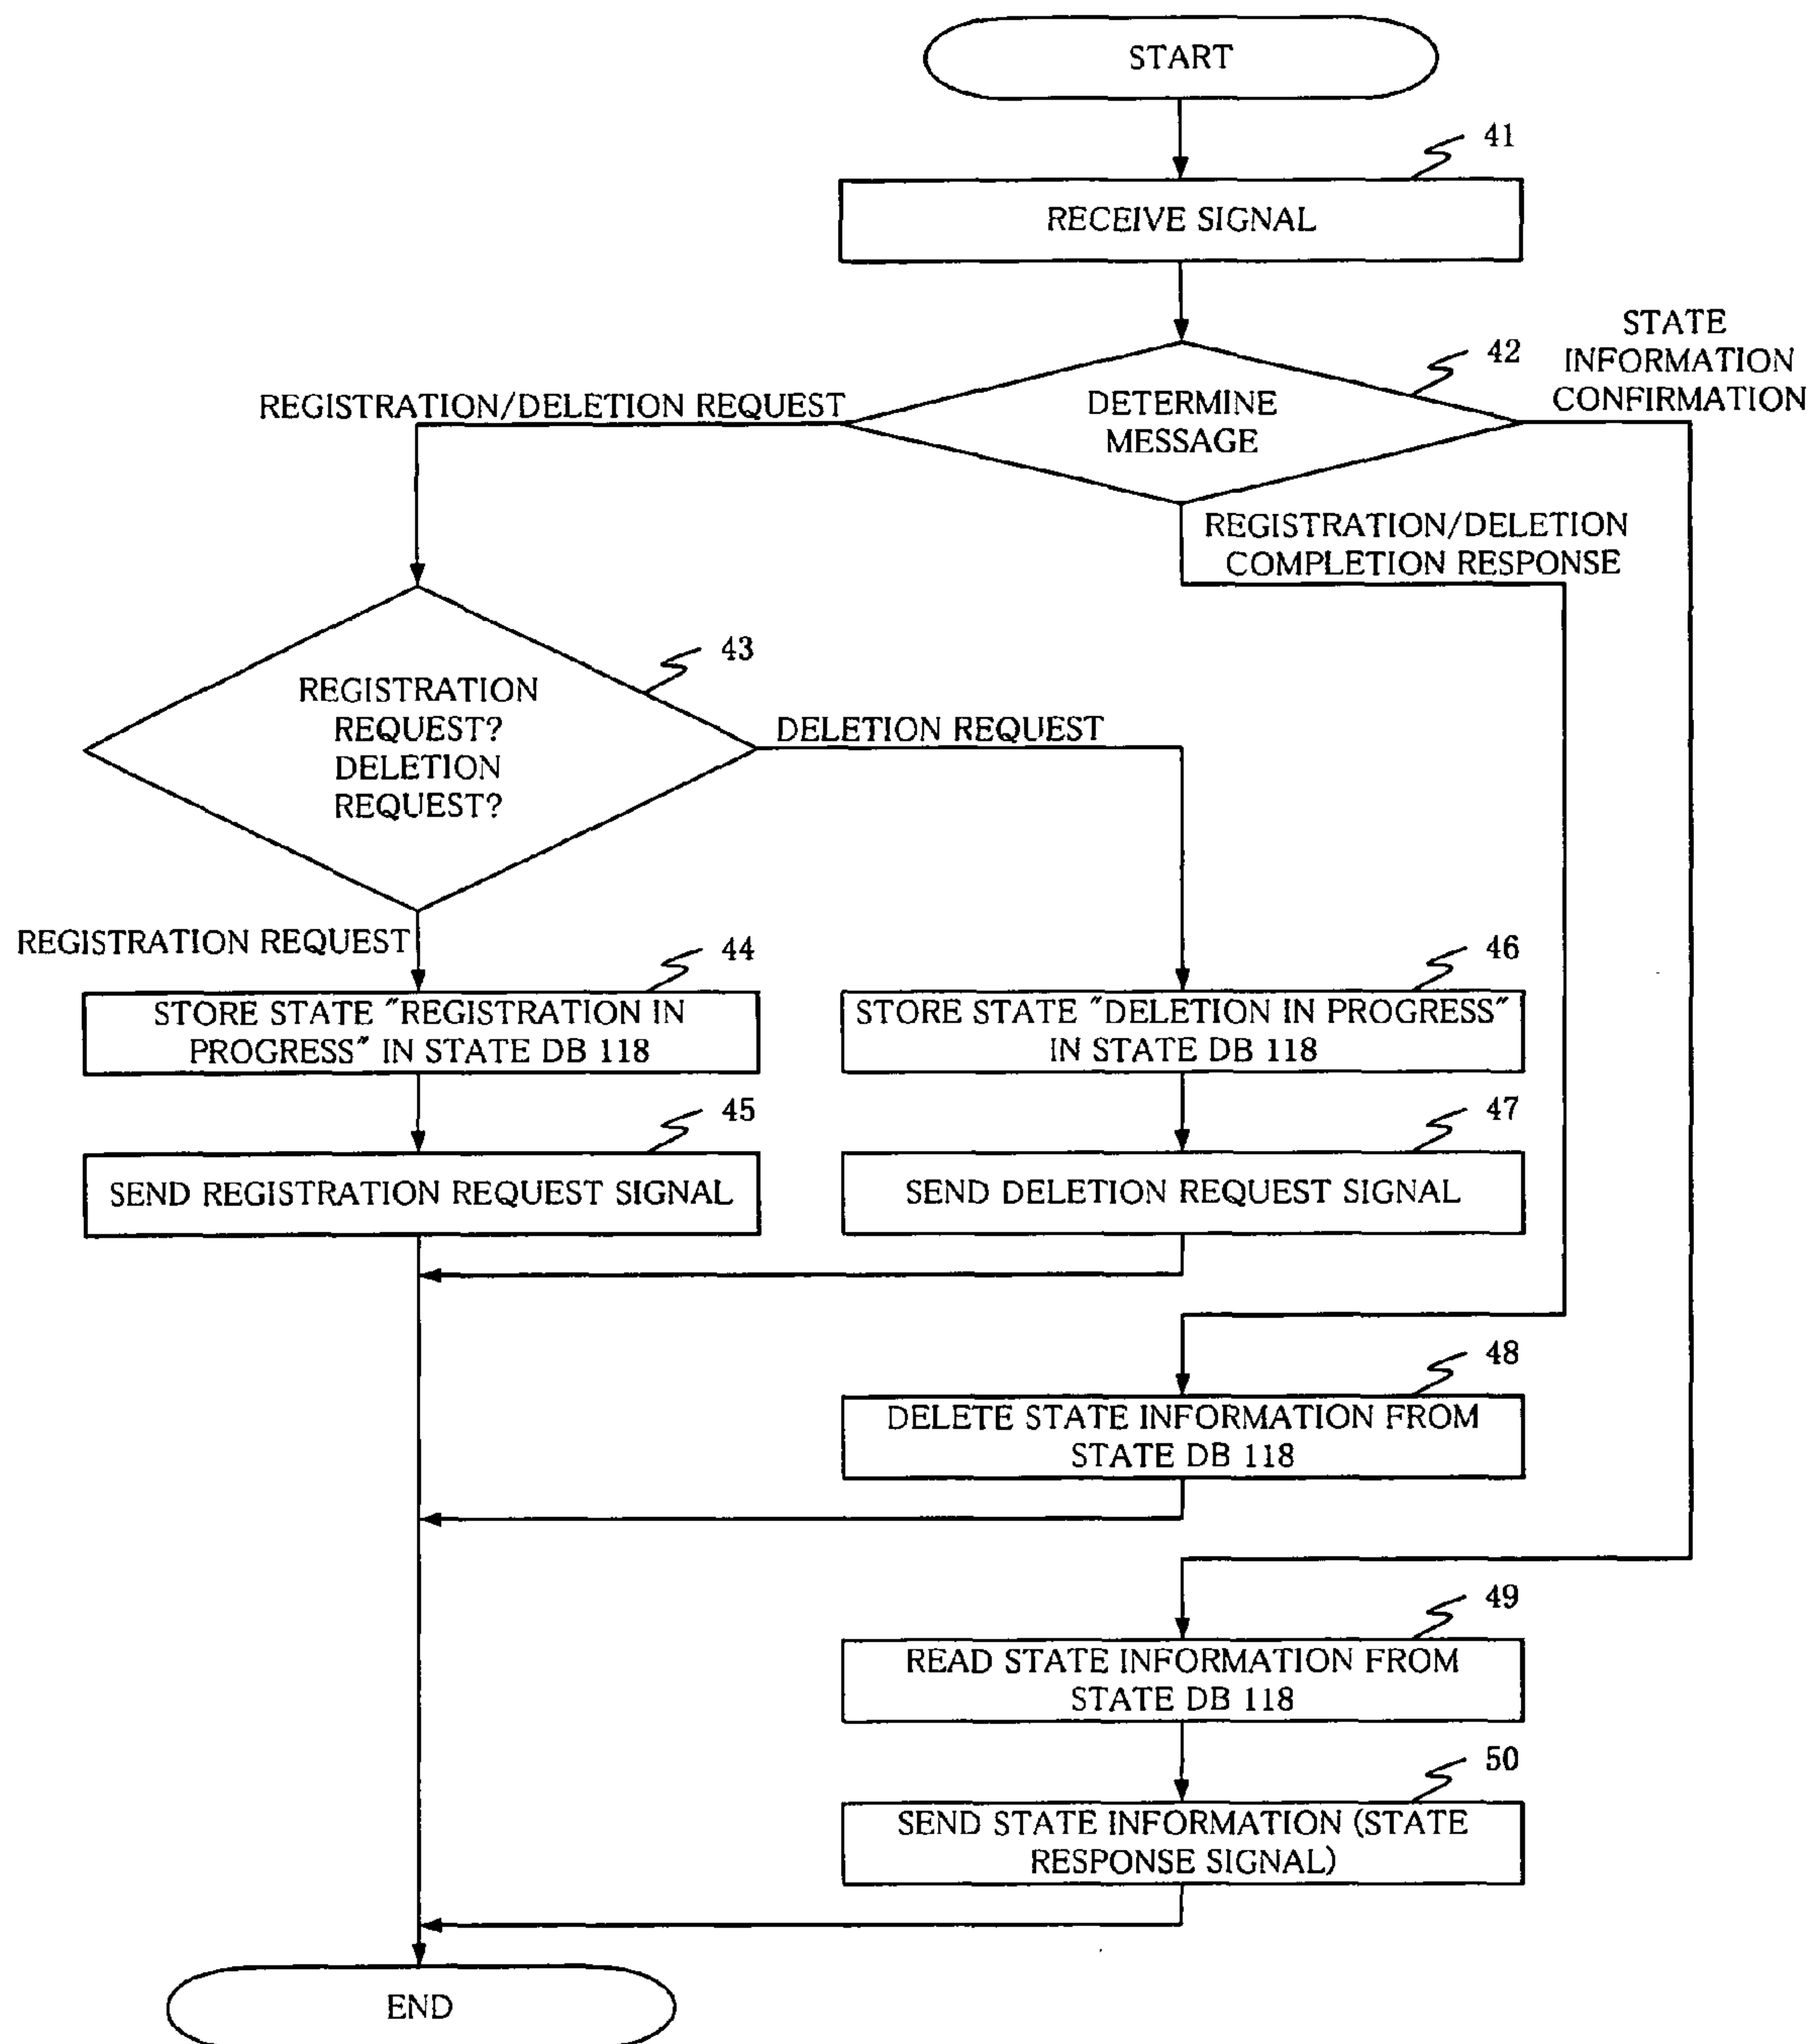 START
41
RECEIVE SIGNAL
STATE
INFORMATION
CONFIRMATION
42
REGISTRATION/DELETION REQUEST
DETERMINE
MESSAGE
REGISTRATION/DELETION
COMPLETION RESPONSE
43
REGISTRATION
REQUEST?
DELETION
REQUEST?
DELETION REQUEST
REGISTRATION REQUEST
44
STORE STATE "REGISTRATION IN
PROGRESS" IN STATE DB 118
46
STORE STATE "DELETION IN PROGRESS"
IN STATE DB 118
45
SEND REGISTRATION REQUEST SIGNAL
47
SEND DELETION REQUEST SIGNAL
48
DELETE STATE INFORMATION FROM
STATE DB 118
49
READ STATE INFORMATION FROM
STATE DB 118
50
SEND STATE INFORMATION (STATE
RESPONSE SIGNAL)
END